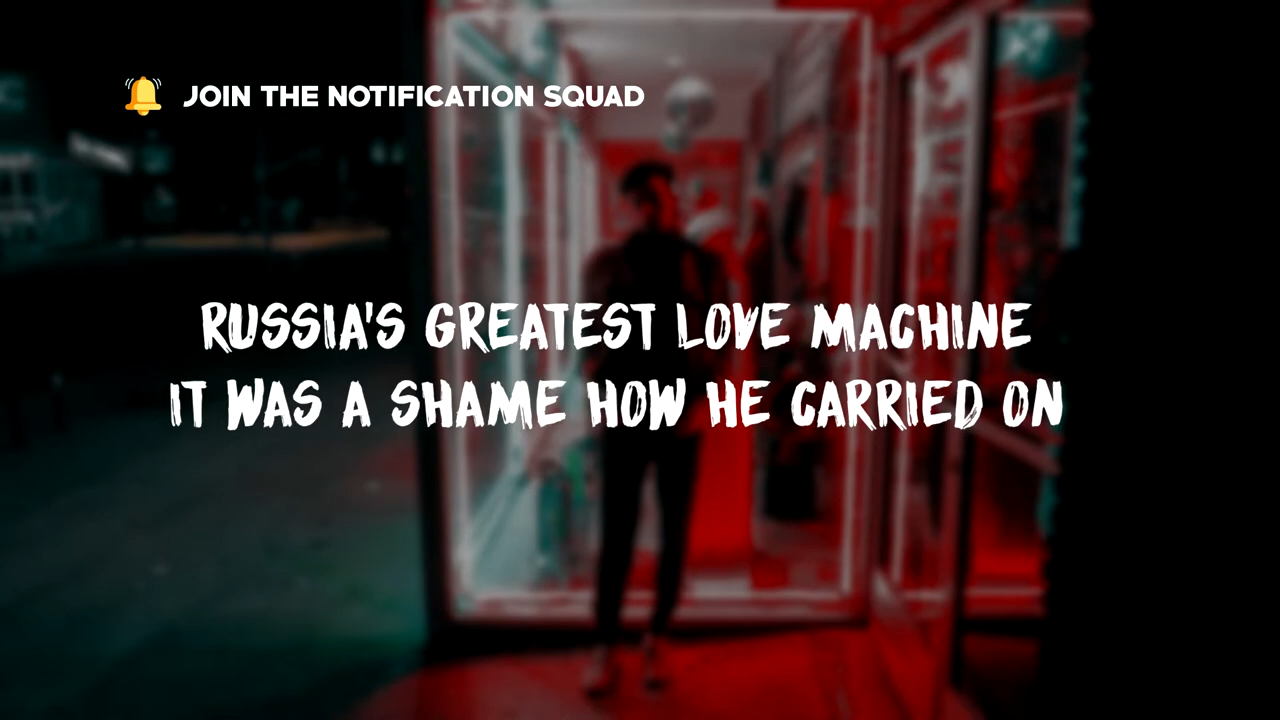 🔔 JOIN THE NOTIFICATION SQUAD
RUSSIA'S GREATEST LOVE MACHINE
IT WAS A SHAME HOW HE CARRIED ON